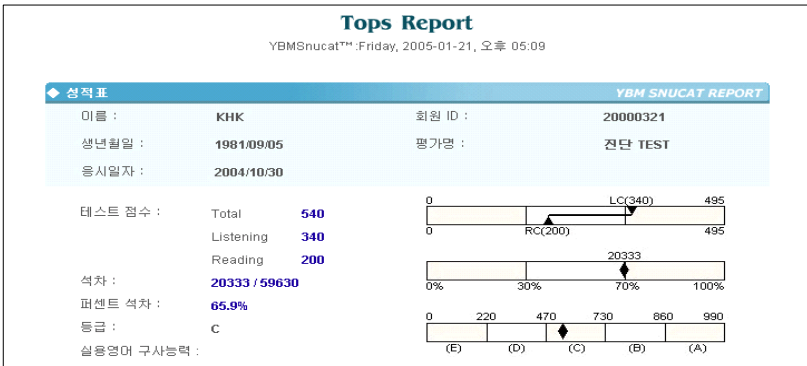 Tops Report
YBMSnucat™ :Friday, 2005-01-21, 오후 05:09
◆ 성적표 YBM SNUCAT REPORT
이름 : KHK 회원 ID : 20000321
생년월일 : 1981/09/05 평가명 : 진단 TEST
응시일자 : 2004/10/30
테스트 점수 : Total 540
Listening 340
Reading 200
석차 : 20333 / 59630
퍼센트 석차 : 65.9%
등급 : C
실용영어 구사능력 :
0 LC(340) 495
0 RC(200) 495
20333
0% 30% 70% 100%
0 220 470 730 860 990
(E) (D) (C) (B) (A)